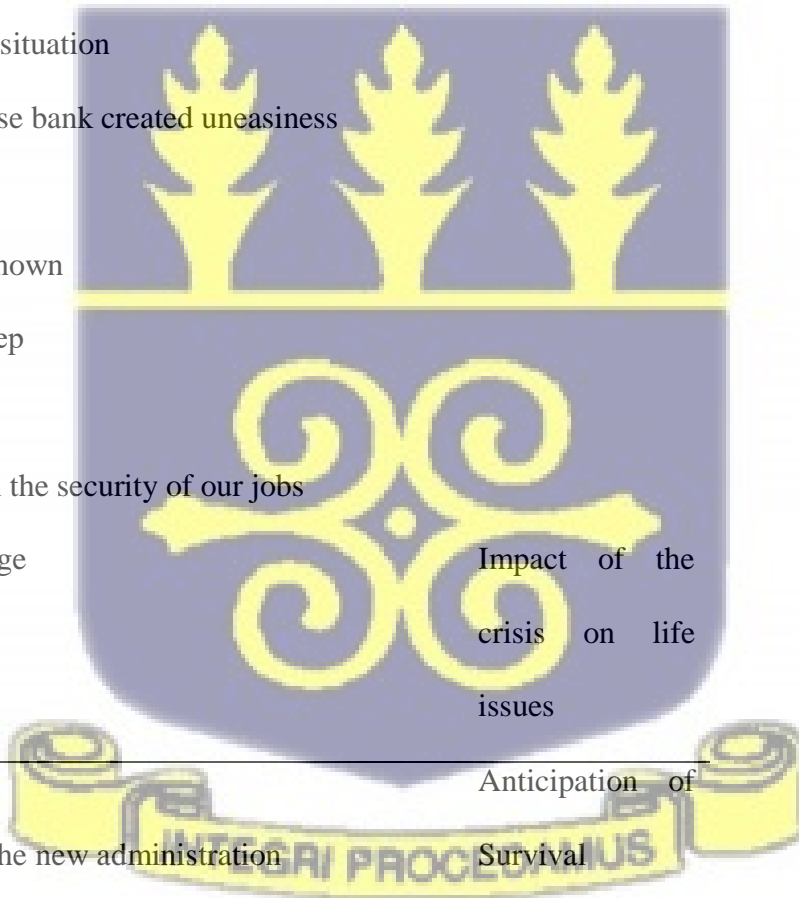 situation
se bank created uneasiness
nown
ep
the security of our jobs
ge
Impact of the
crisis on life
issues
Anticipation of
he new administration
Survival
INTEGRI PROCEDAMUS